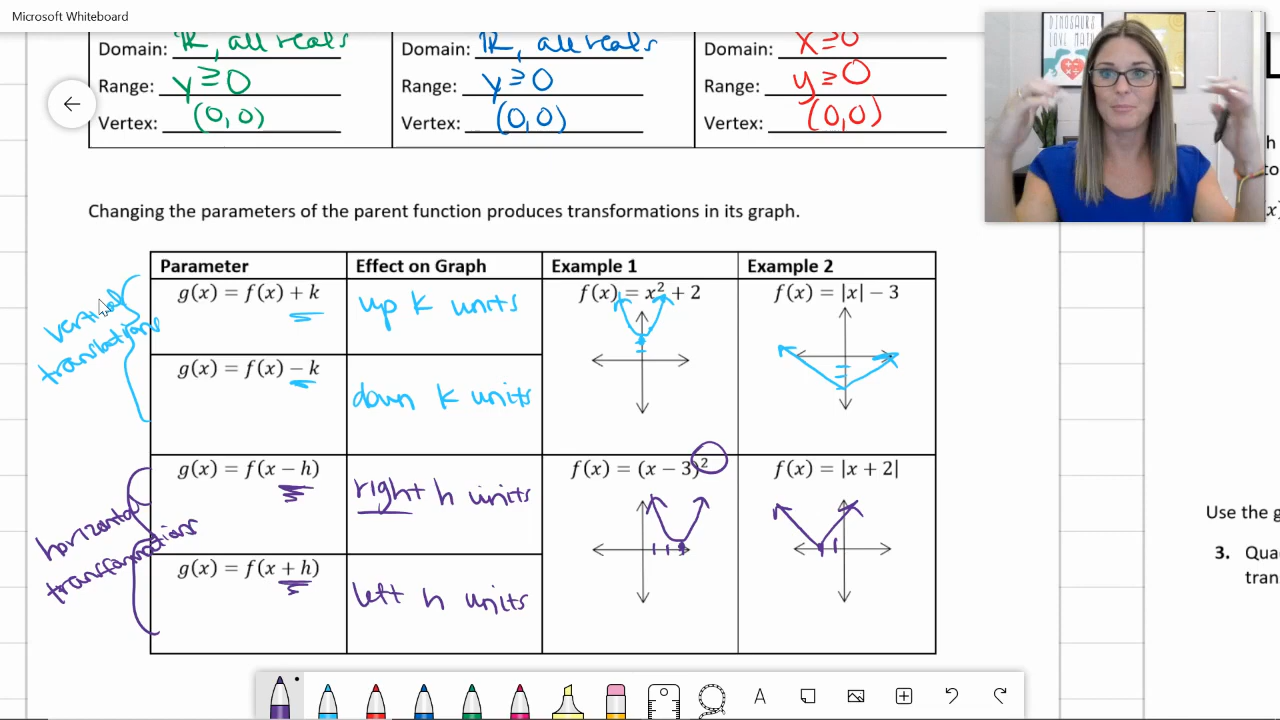 Microsoft Whiteboard
Domain: ℝ, all reals
Domain: ℝ, all reals
Domain: x≥0
Range: y≥0
Range: y≥0
Range: y≥0
Vertex: (0,0)
Vertex: (0,0)
Vertex: (0,0)
DINOSAURS
LOVE MATH
Changing the parameters of the parent function produces transformations in its graph.
Parameter
Effect on Graph
Example 1
Example 2
g(x) = f(x) + k
up k units
f(x) = x² + 2
f(x) = |x| − 3
vertical
translations
g(x) = f(x) − k
down k units
g(x) = f(x − h)
right h units
f(x) = (x − 3)²
f(x) = |x + 2|
horizontal
transformations
g(x) = f(x + h)
left h units
Use the g
3. Qua
tran
A